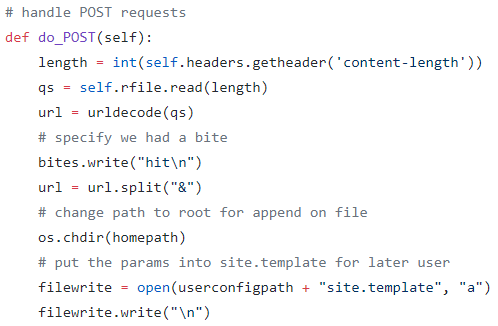 # handle POST requests
def do_POST(self):
    length = int(self.headers.getheader('content-length'))
    qs = self.rfile.read(length)
    url = urldecode(qs)
    # specify we had a bite
    bites.write("hit\n")
    url = url.split("&")
    # change path to root for append on file
    os.chdir(homepath)
    # put the params into site.template for later user
    filewrite = open(userconfigpath + "site.template", "a")
    filewrite.write("\n")